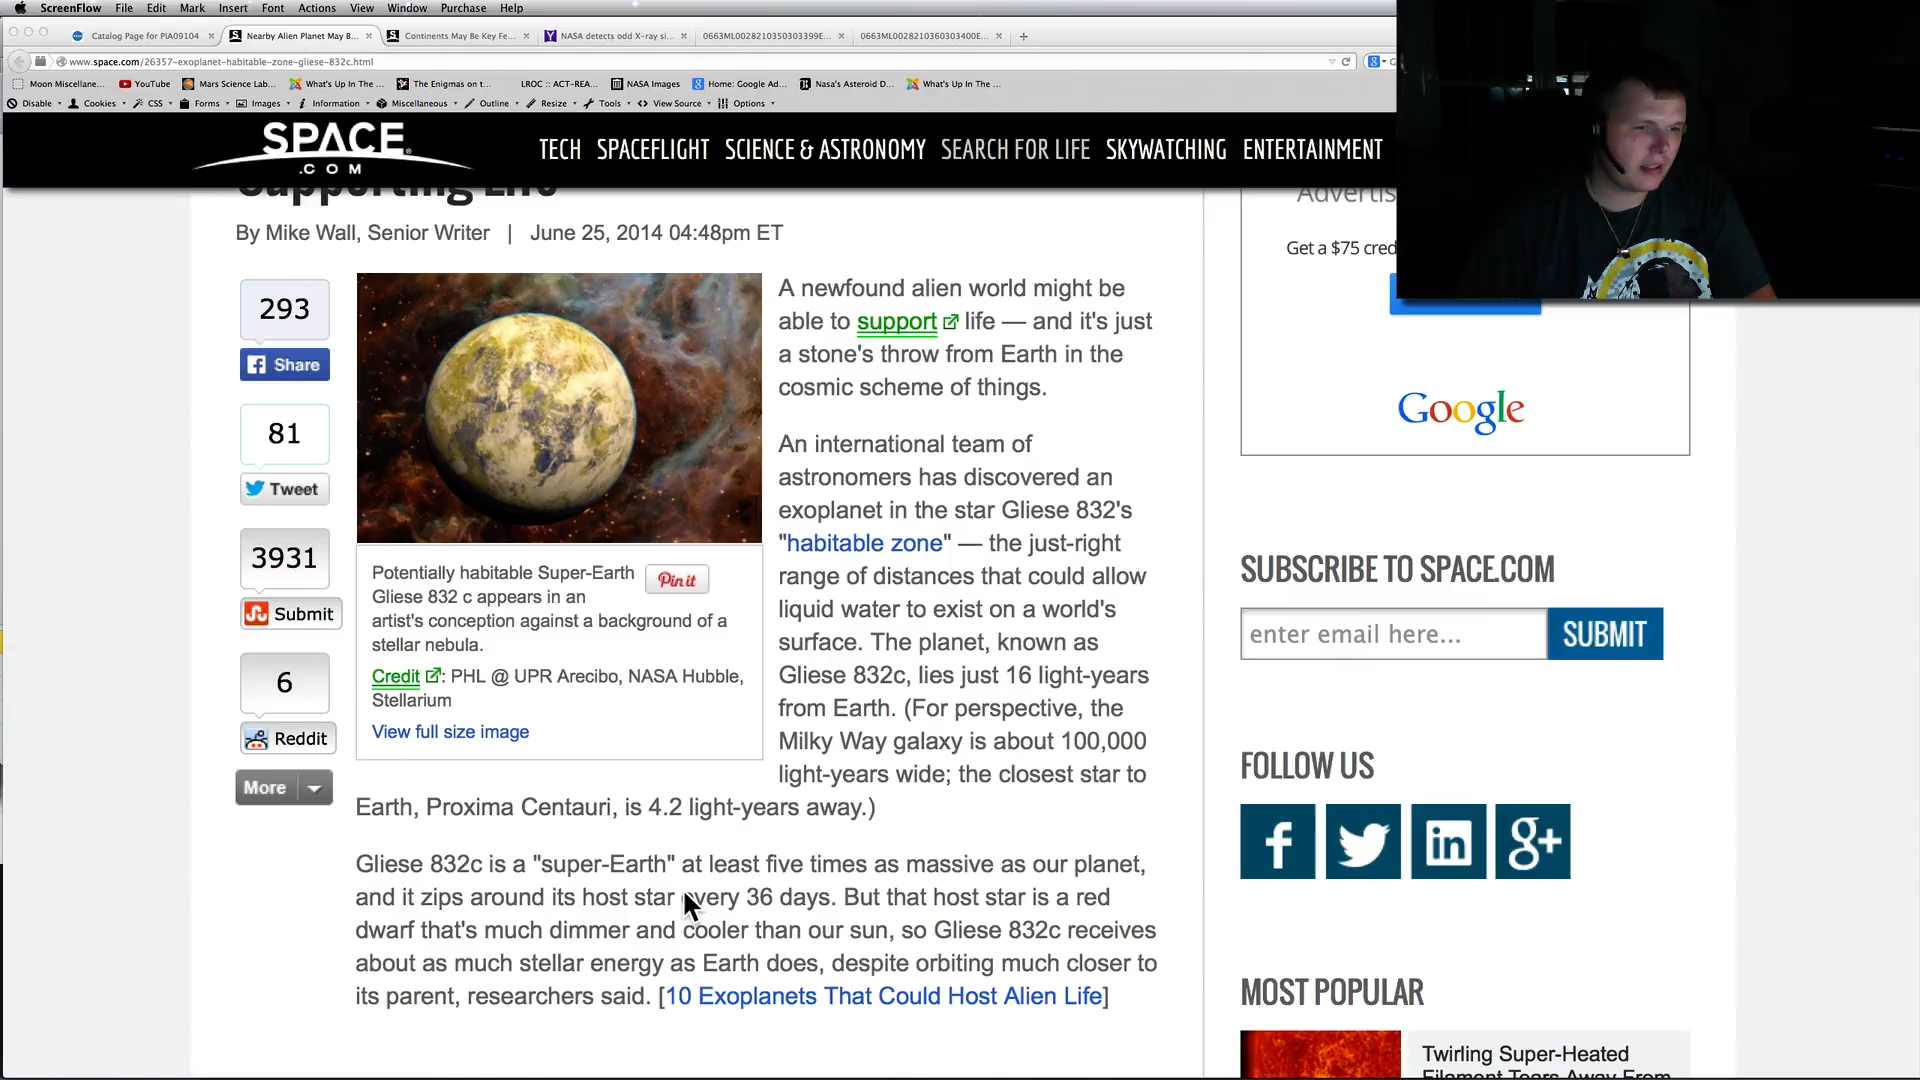 ScreenFlow File Edit Mark Insert Font Actions View Window Purchase Help
Catalog Page for PIA09104 × Nearby Alien Planet May B... × Continents May Be Key Fe... × NASA detects odd X-ray si... × 0663ML0028210350303399E... × 0663ML0028210360303400E... × +
www.space.com/26357-exoplanet-habitable-zone-gliese-832c.html
Moon Miscellane... YouTube Mars Science Lab... What's Up In The ... The Enigmas on t... LROC :: ACT-REA... NASA Images Home: Google Ad... Nasa's Asteroid D... What's Up In The ...
Disable Cookies CSS Forms Images Information Miscellaneous Outline Resize Tools View Source Options
SPACE
.COM
TECH SPACEFLIGHT SCIENCE & ASTRONOMY SEARCH FOR LIFE SKYWATCHING ENTERTAINMENT
Supporting Life
By Mike Wall, Senior Writer | June 25, 2014 04:48pm ET
293
Share
81
Tweet
3931
Submit
6
Reddit
More
Potentially habitable Super-Earth
Gliese 832 c appears in an
artist's conception against a background of a
stellar nebula.
Pin it
Credit : PHL @ UPR Arecibo, NASA Hubble,
Stellarium
View full size image
A newfound alien world might be
able to support life — and it's just
a stone's throw from Earth in the
cosmic scheme of things.
An international team of
astronomers has discovered an
exoplanet in the star Gliese 832's
"habitable zone" — the just-right
range of distances that could allow
liquid water to exist on a world's
surface. The planet, known as
Gliese 832c, lies just 16 light-years
from Earth. (For perspective, the
Milky Way galaxy is about 100,000
light-years wide; the closest star to
Earth, Proxima Centauri, is 4.2 light-years away.)
Gliese 832c is a "super-Earth" at least five times as massive as our planet,
and it zips around its host star every 36 days. But that host star is a red
dwarf that's much dimmer and cooler than our sun, so Gliese 832c receives
about as much stellar energy as Earth does, despite orbiting much closer to
its parent, researchers said. [10 Exoplanets That Could Host Alien Life]
Advertis
Get a $75 cred
Google
SUBSCRIBE TO SPACE.COM
enter email here...
SUBMIT
FOLLOW US
MOST POPULAR
Twirling Super-Heated
Filament Tears Away From